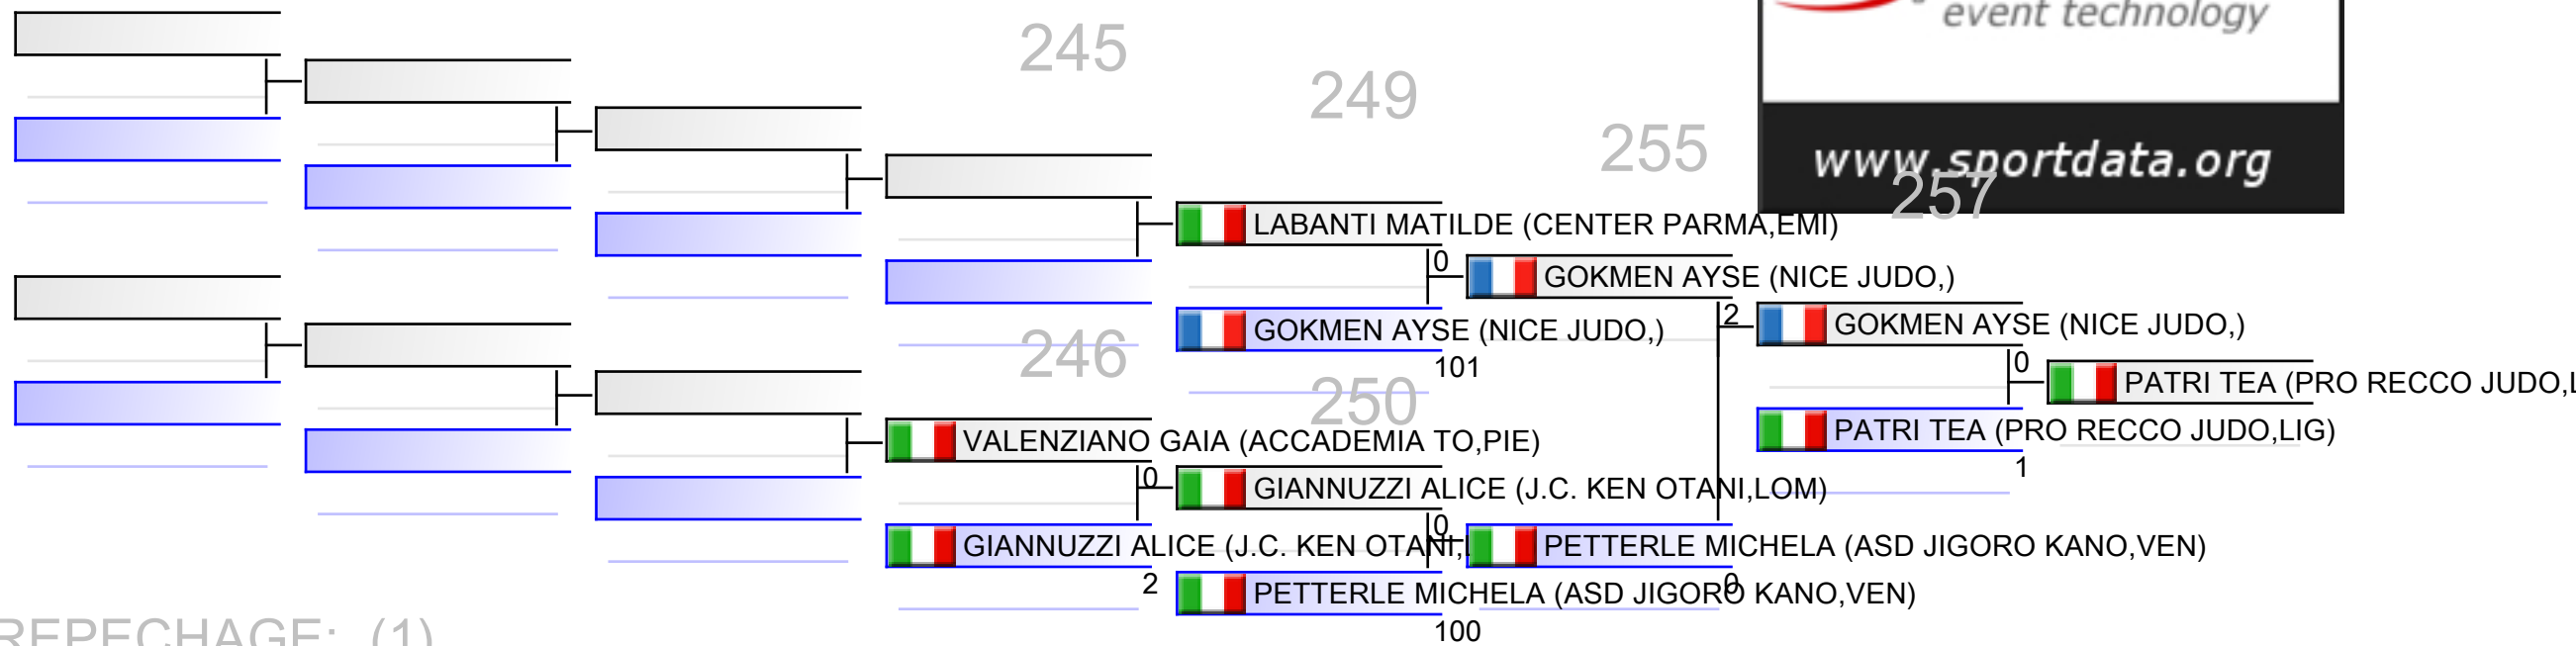 event technology
245
249
255
www.sportdata.org
257
LABANTI MATILDE (CENTER PARMA,EMI)
0
GOKMEN AYSE (NICE JUDO,)
2
GOKMEN AYSE (NICE JUDO,)
GOKMEN AYSE (NICE JUDO,)
246
101
0
PATRI TEA (PRO RECCO JUDO,L
250
PATRI TEA (PRO RECCO JUDO,LIG)
VALENZIANO GAIA (ACCADEMIA TO,PIE)
1
0
GIANNUZZI ALICE (J.C. KEN OTANI,LOM)
0
GIANNUZZI ALICE (J.C. KEN OTANI,L
PETTERLE MICHELA (ASD JIGORO KANO,VEN)
2
0
PETTERLE MICHELA (ASD JIGORO KANO,VEN)
100
REPECHAGE: (1)